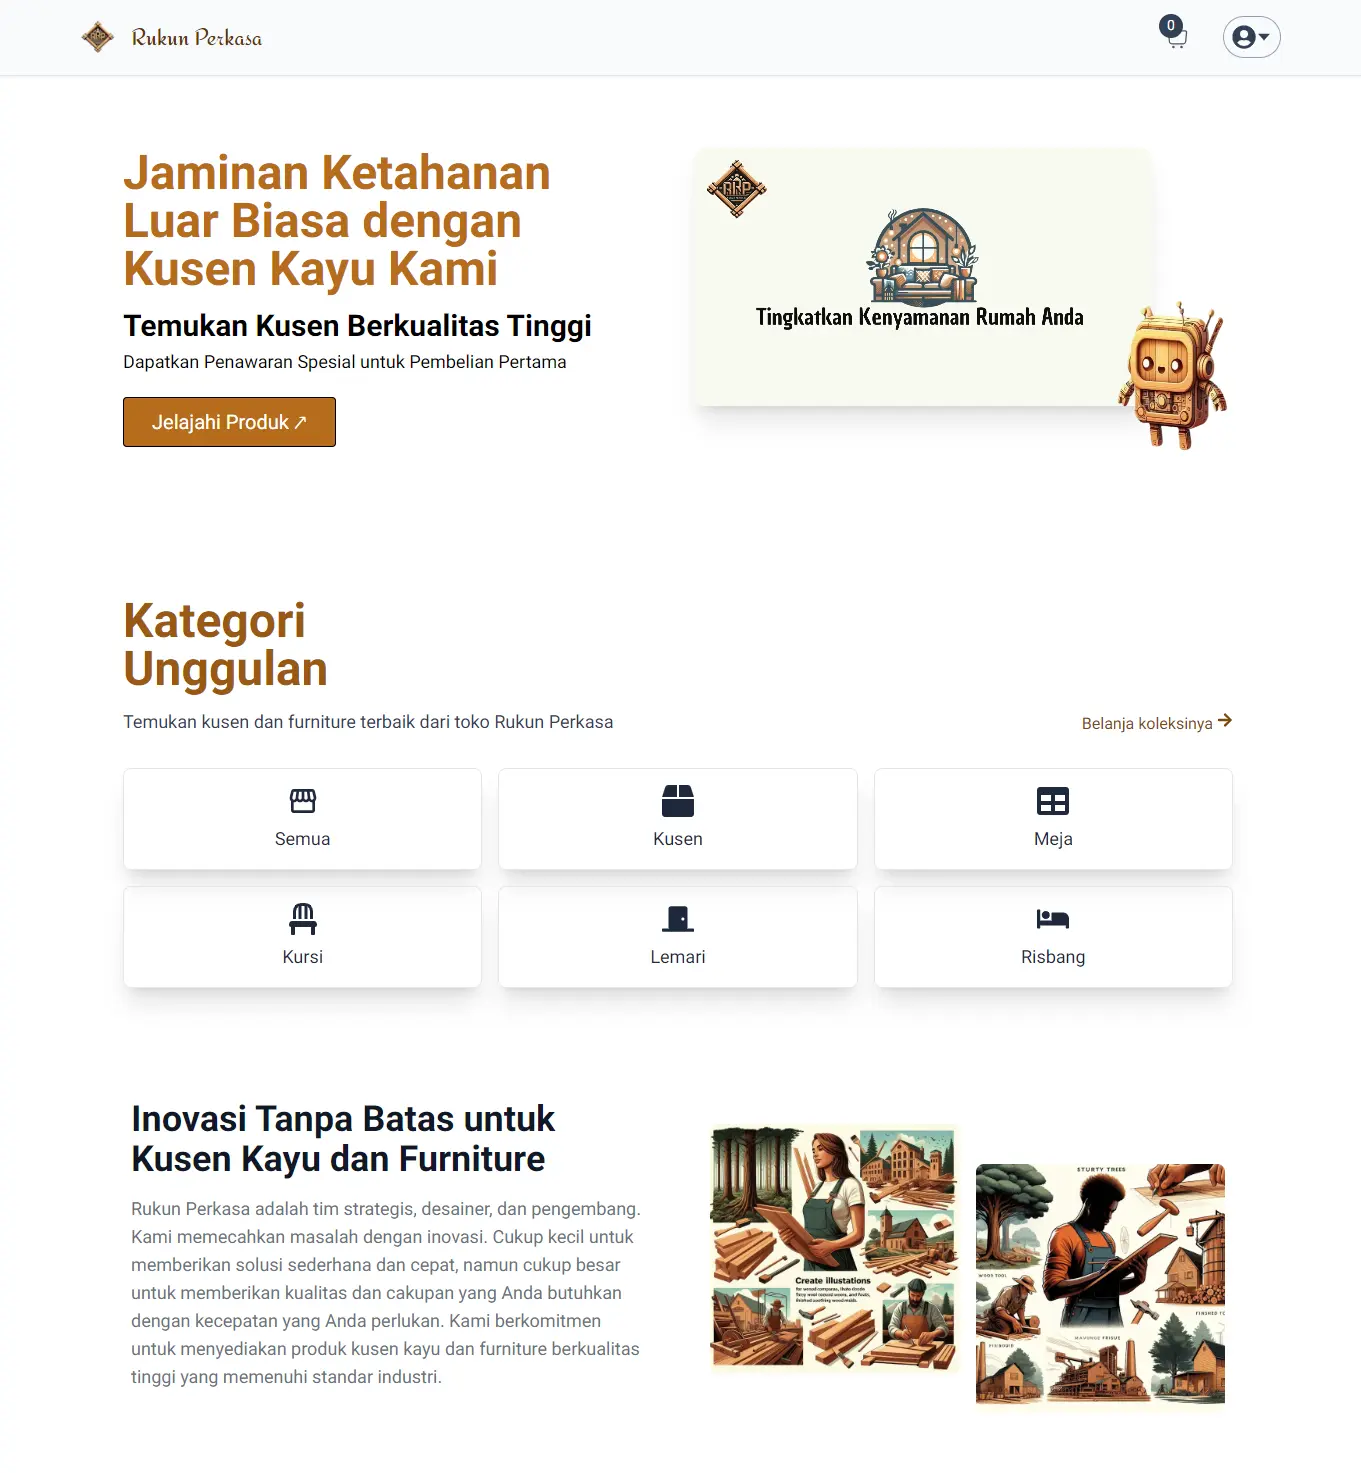 Rukun Perkasa
0
Jaminan Ketahanan
Luar Biasa dengan
Kusen Kayu Kami
Temukan Kusen Berkualitas Tinggi
Dapatkan Penawaran Spesial untuk Pembelian Pertama
Jelajahi Produk ↗
ARP
Tingkatkan Kenyamanan Rumah Anda
Kategori
Unggulan
Temukan kusen dan furniture terbaik dari toko Rukun Perkasa
Belanja koleksinya →
Semua
Kusen
Meja
Kursi
Lemari
Risbang
Inovasi Tanpa Batas untuk
Kusen Kayu dan Furniture
Rukun Perkasa adalah tim strategis, desainer, dan pengembang.
Kami memecahkan masalah dengan inovasi. Cukup kecil untuk
memberikan solusi sederhana dan cepat, namun cukup besar
untuk memberikan kualitas dan cakupan yang Anda butuhkan
dengan kecepatan yang Anda perlukan. Kami berkomitmen
untuk menyediakan produk kusen kayu dan furniture berkualitas
tinggi yang memenuhi standar industri.
Create illustations
STURTY TREES
WOOD TOOL